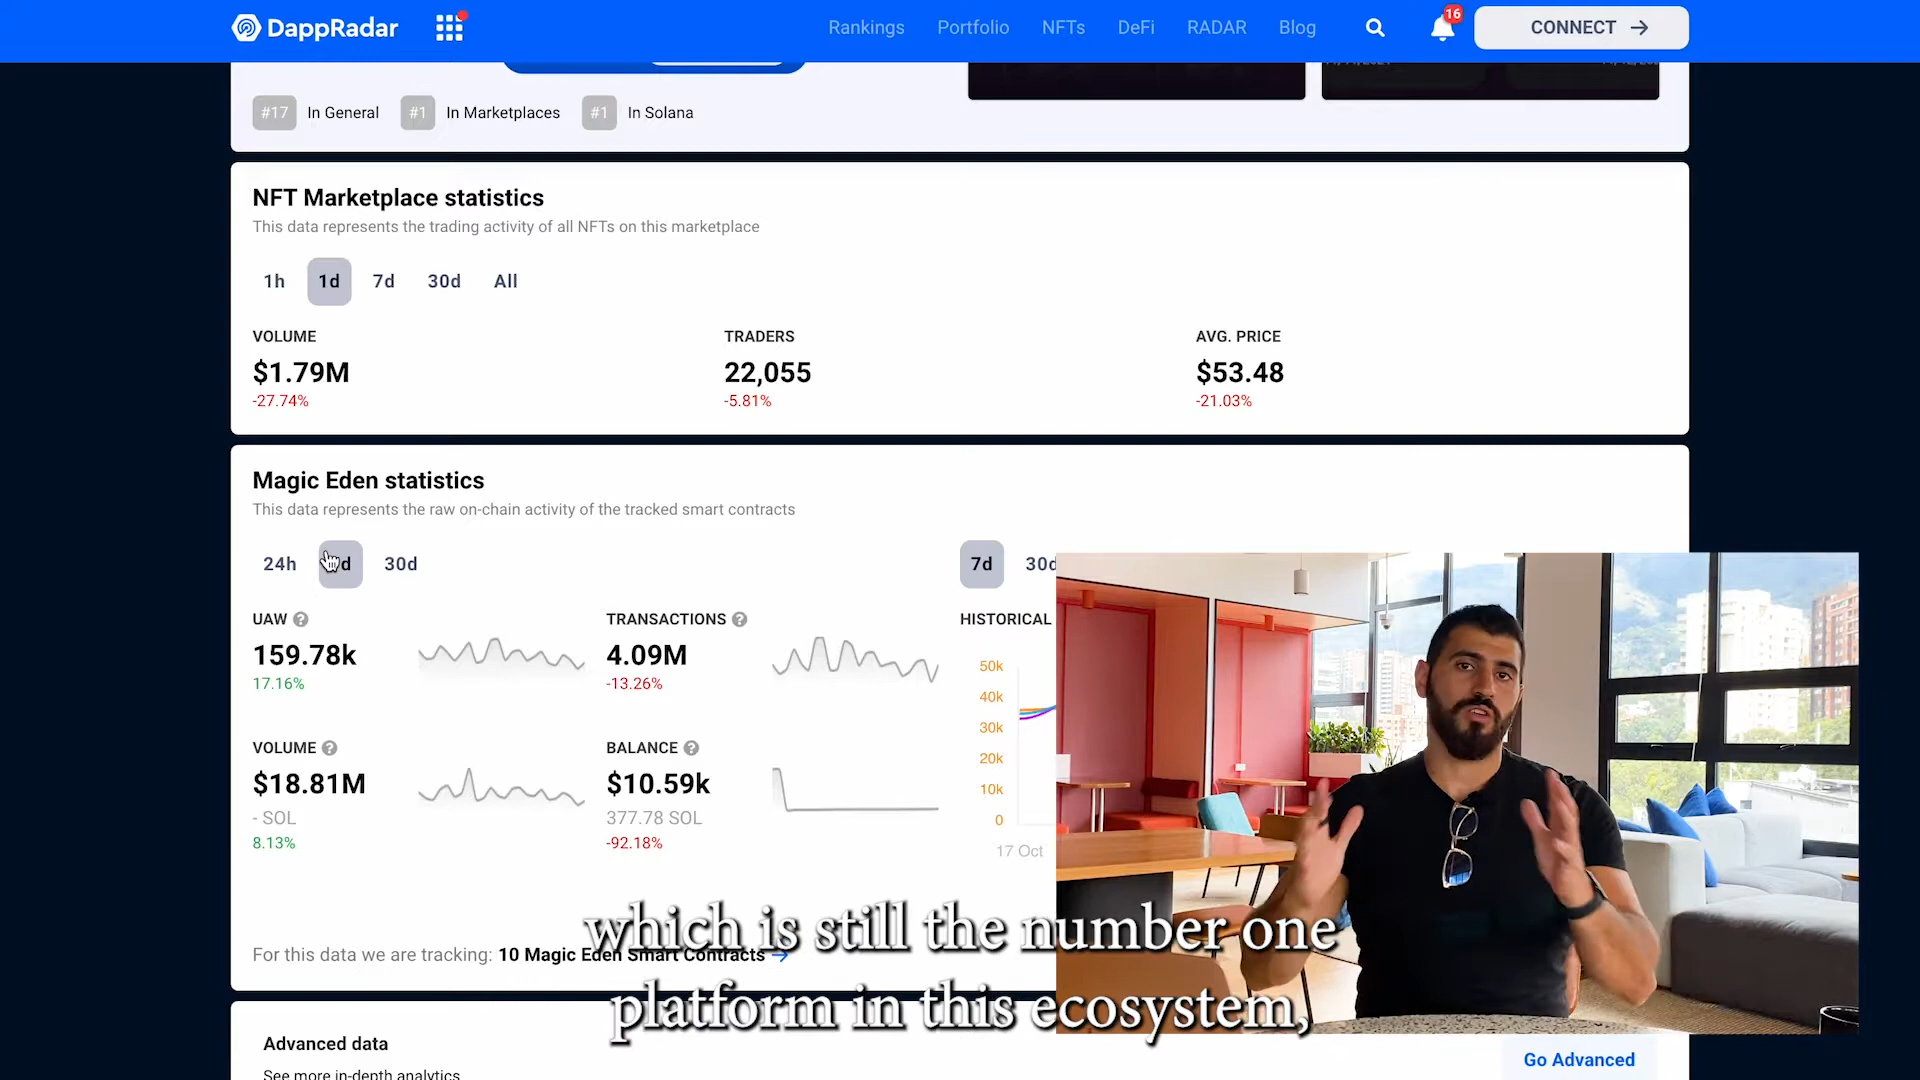 DappRadar
Rankings
Portfolio
NFTs
DeFi
RADAR
Blog
16
CONNECT
#17 In General
#1 In Marketplaces
#1 In Solana
NFT Marketplace statistics
This data represents the trading activity of all NFTs on this marketplace
1h 1d 7d 30d All
VOLUME
$1.79M
-27.74%
TRADERS
22,055
-5.81%
AVG. PRICE
$53.48
-21.03%
Magic Eden statistics
This data represents the raw on-chain activity of the tracked smart contracts
24h d 30d
7d 30d
UAW ?
159.78k
17.16%
TRANSACTIONS ?
4.09M
-13.26%
HISTORICAL
50k
40k
30k
20k
10k
0
17 Oct
VOLUME ?
$18.81M
- SOL
8.13%
BALANCE ?
$10.59k
377.78 SOL
-92.18%
For this data we are tracking: 10 Magic Eden Smart Contracts
which is still the number one
platform in this ecosystem,
Advanced data
See more in-depth analytics
Go Advanced